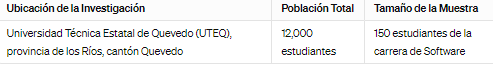 Ubicación de la Investigación Población Total Tamaño de la Muestra
Universidad Técnica Estatal de Quevedo (UTEQ), 12,000 150 estudiantes de la
provincia de los Ríos, cantón Quevedo estudiantes carrera de Software